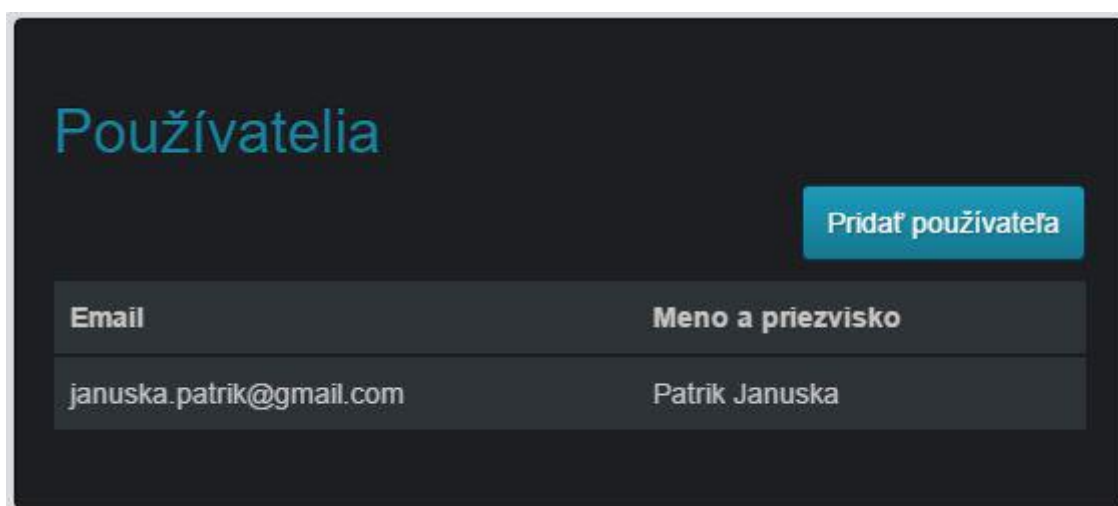 Používatelia
Pridať používateľa
Email Meno a priezvisko
januska.patrik@gmail.com Patrik Januska